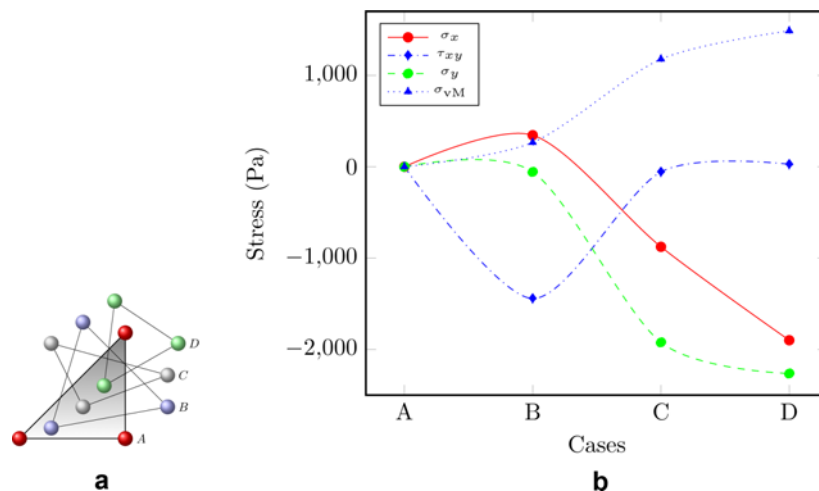 σx
τxy
σy
σvM
1,000
0
−1,000
−2,000
Stress (Pa)
A
B
C
D
Cases
D
C
B
A
a
b